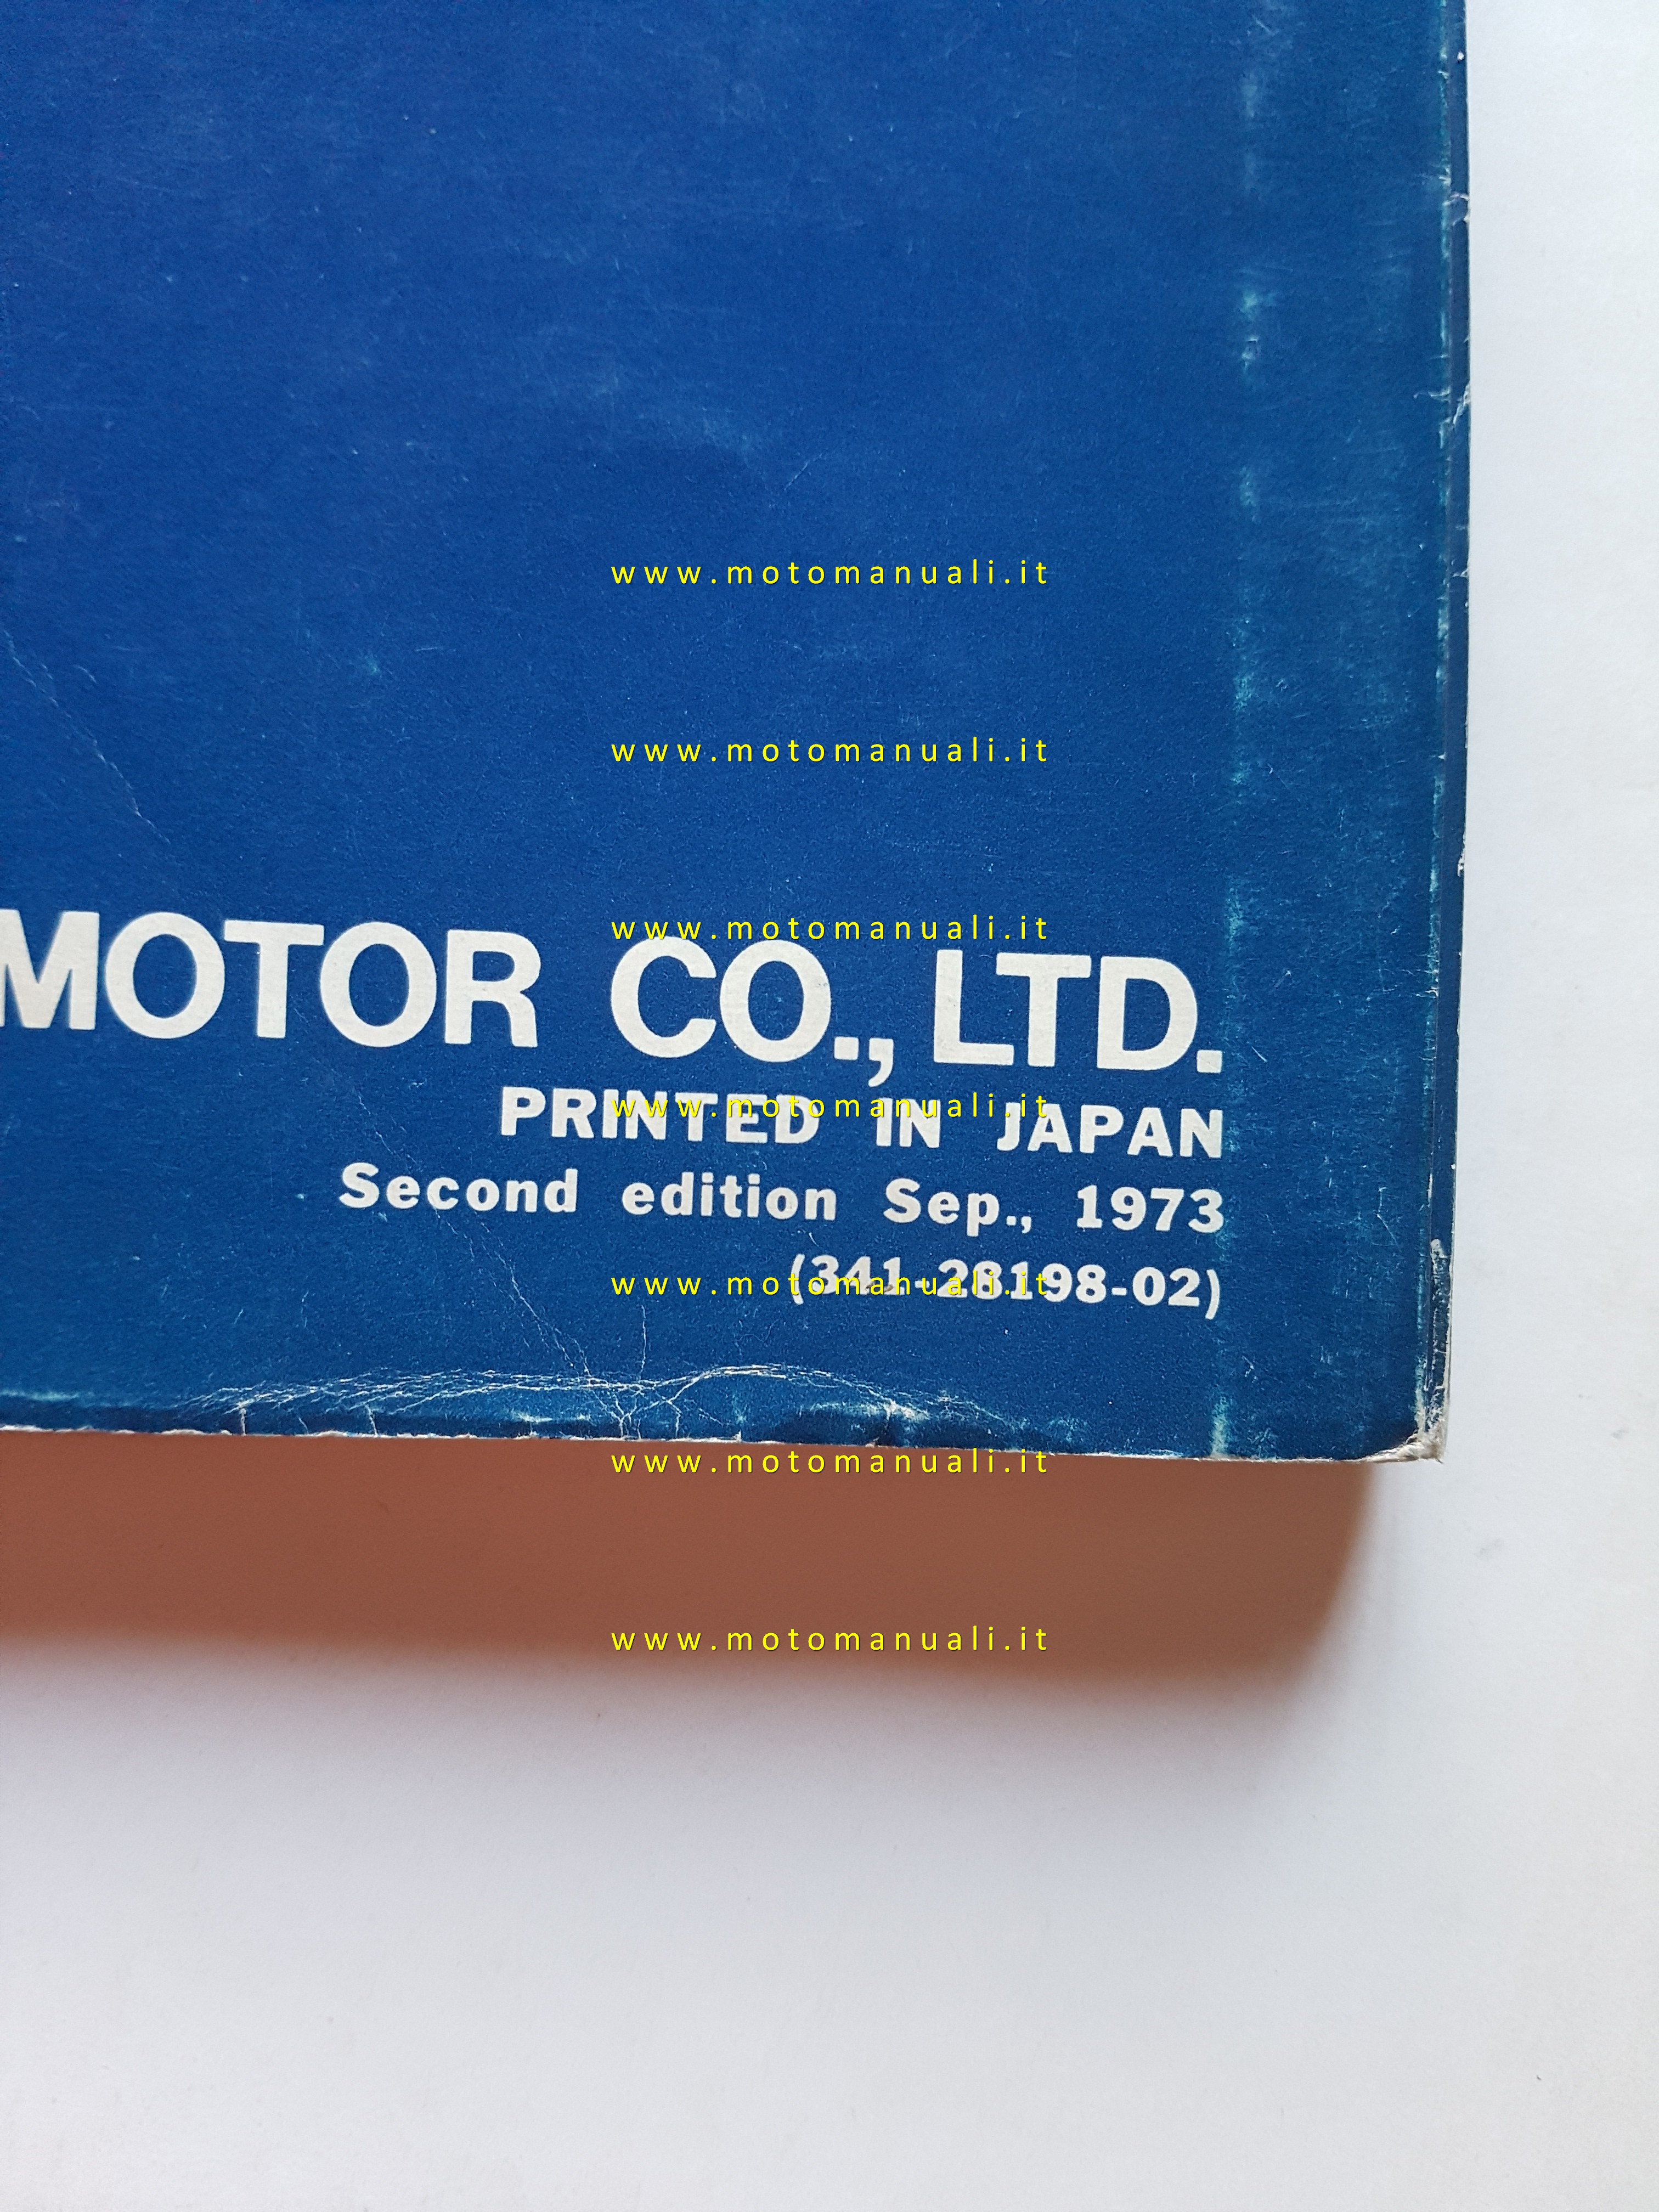 www.motomanuali.it
www.motomanuali.it
www.motomanuali.it
MOTOR CO., LTD.
www.motomanuali.it
PRINTED IN JAPAN
Second edition Sep., 1973
www.motomanuali.it
(341-28198-02)
www.motomanuali.it
www.motomanuali.it